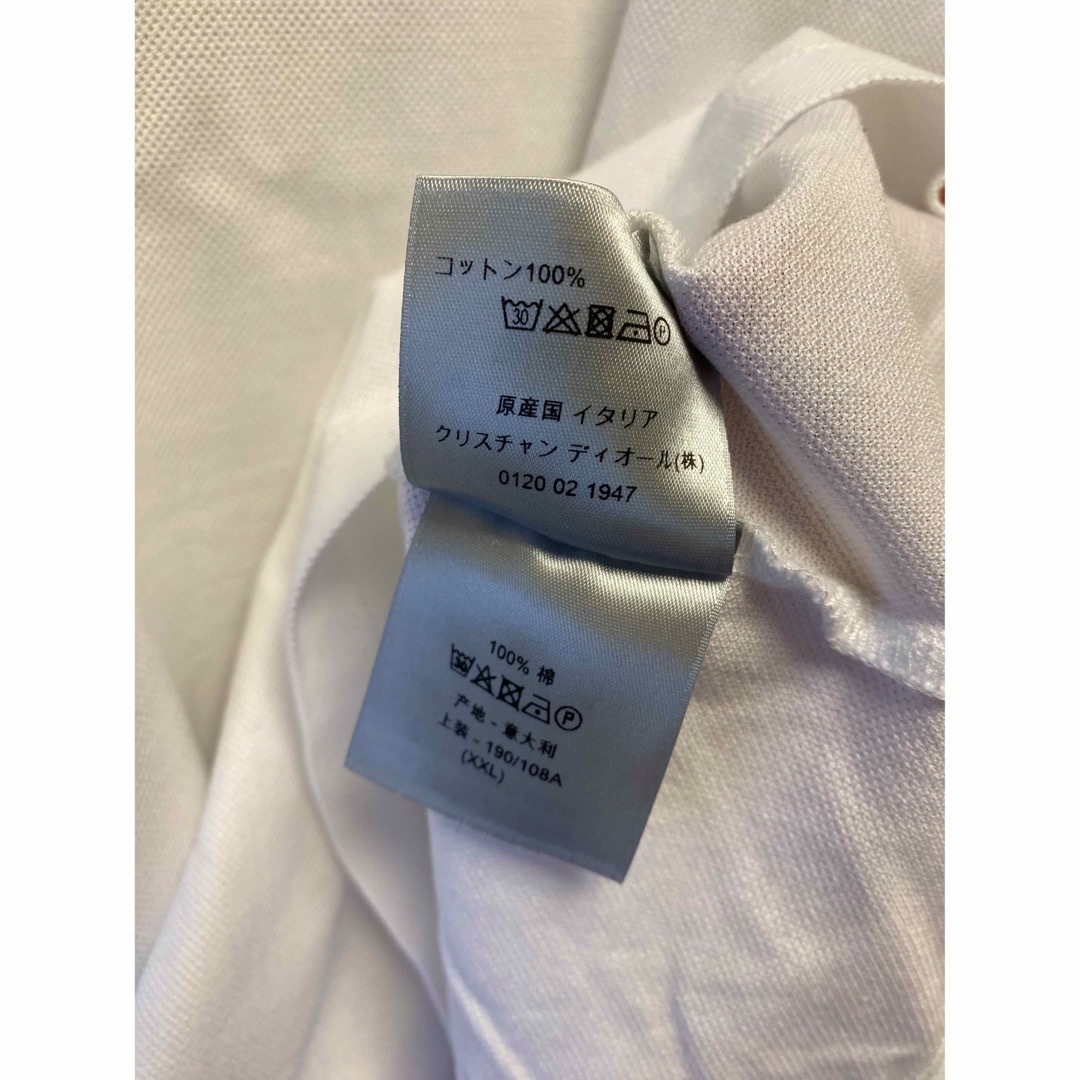 コットン100%
30 P
原産国 イタリア
クリスチャン ディオール(株)
0120 02 1947
100% 棉
30 P
产地 - 意大利
上装 - 190/108A
(XXL)